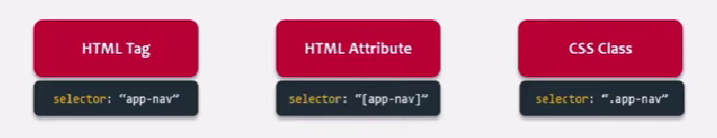 HTML Tag
selector: “app-nav”
HTML Attribute
selector: “[app-nav]”
CSS Class
selector: “.app-nav”